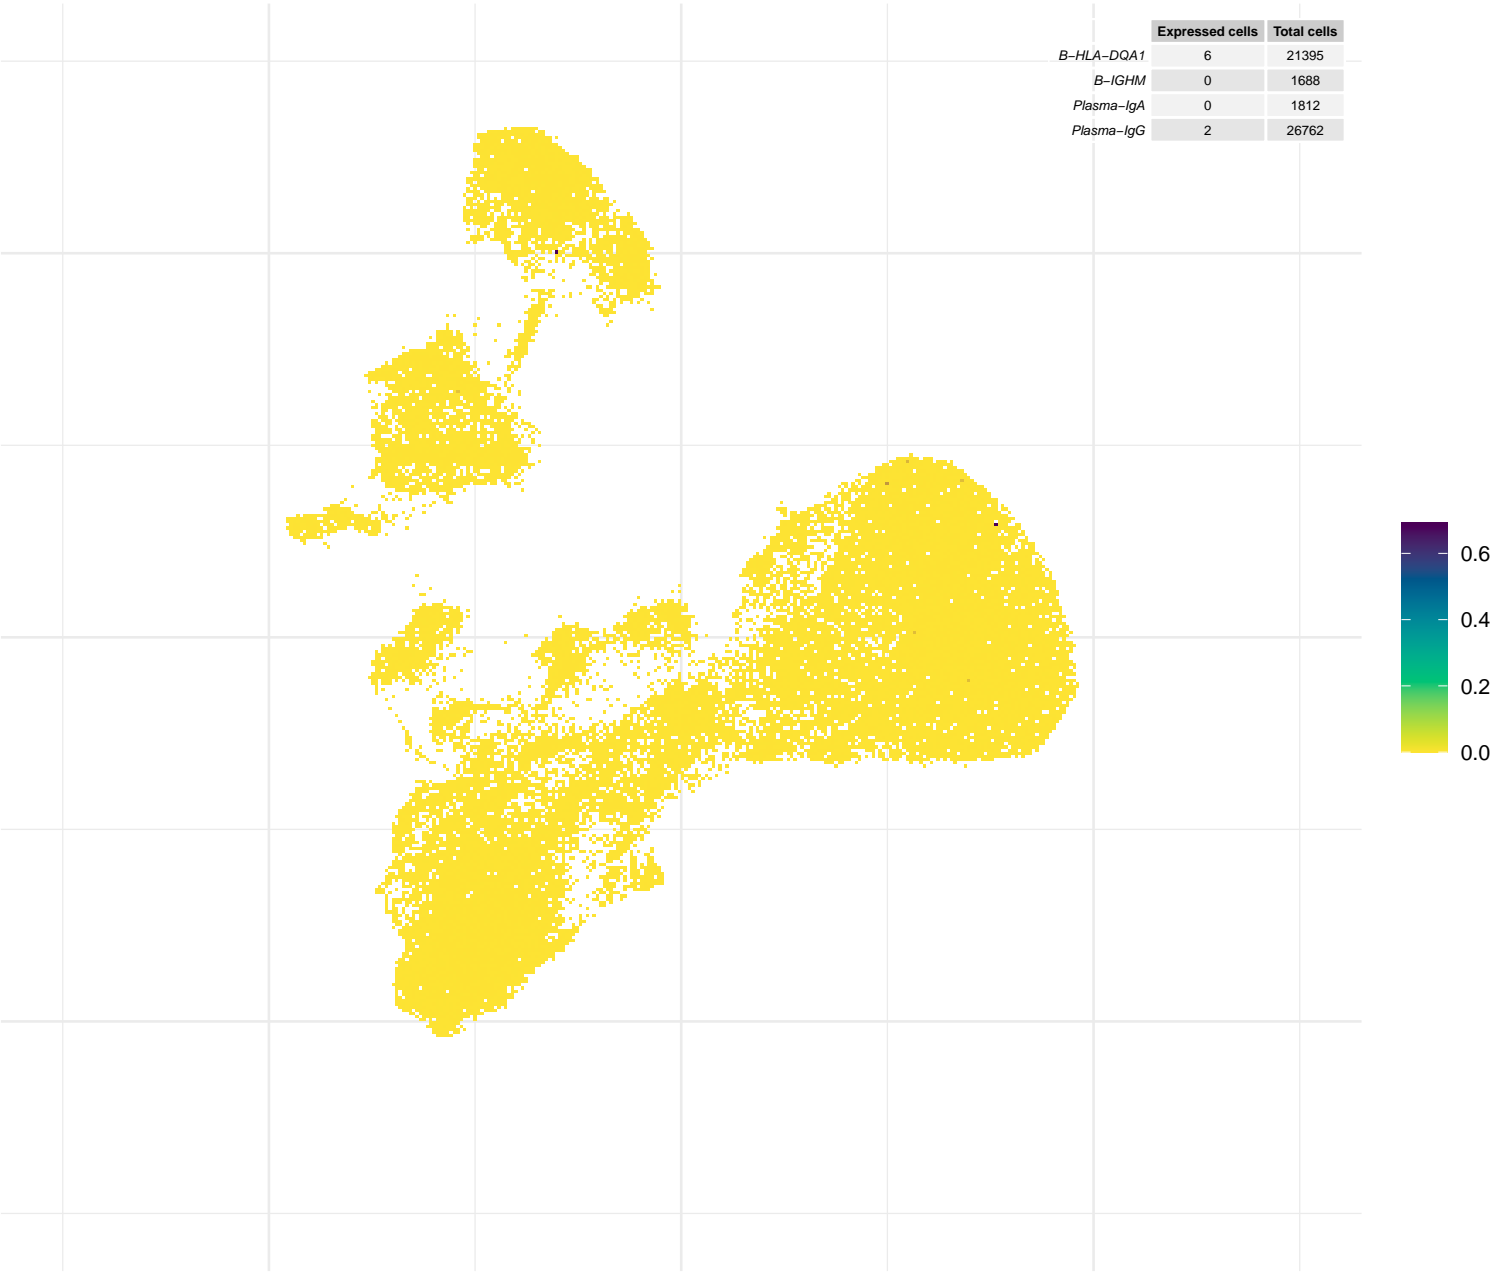 Expressed cells Total cells
B−HLA−DQA1 6 21395
B−IGHM 0 1688
Plasma−IgA 0 1812
Plasma−IgG 2 26762
0.6
0.4
0.2
0.0